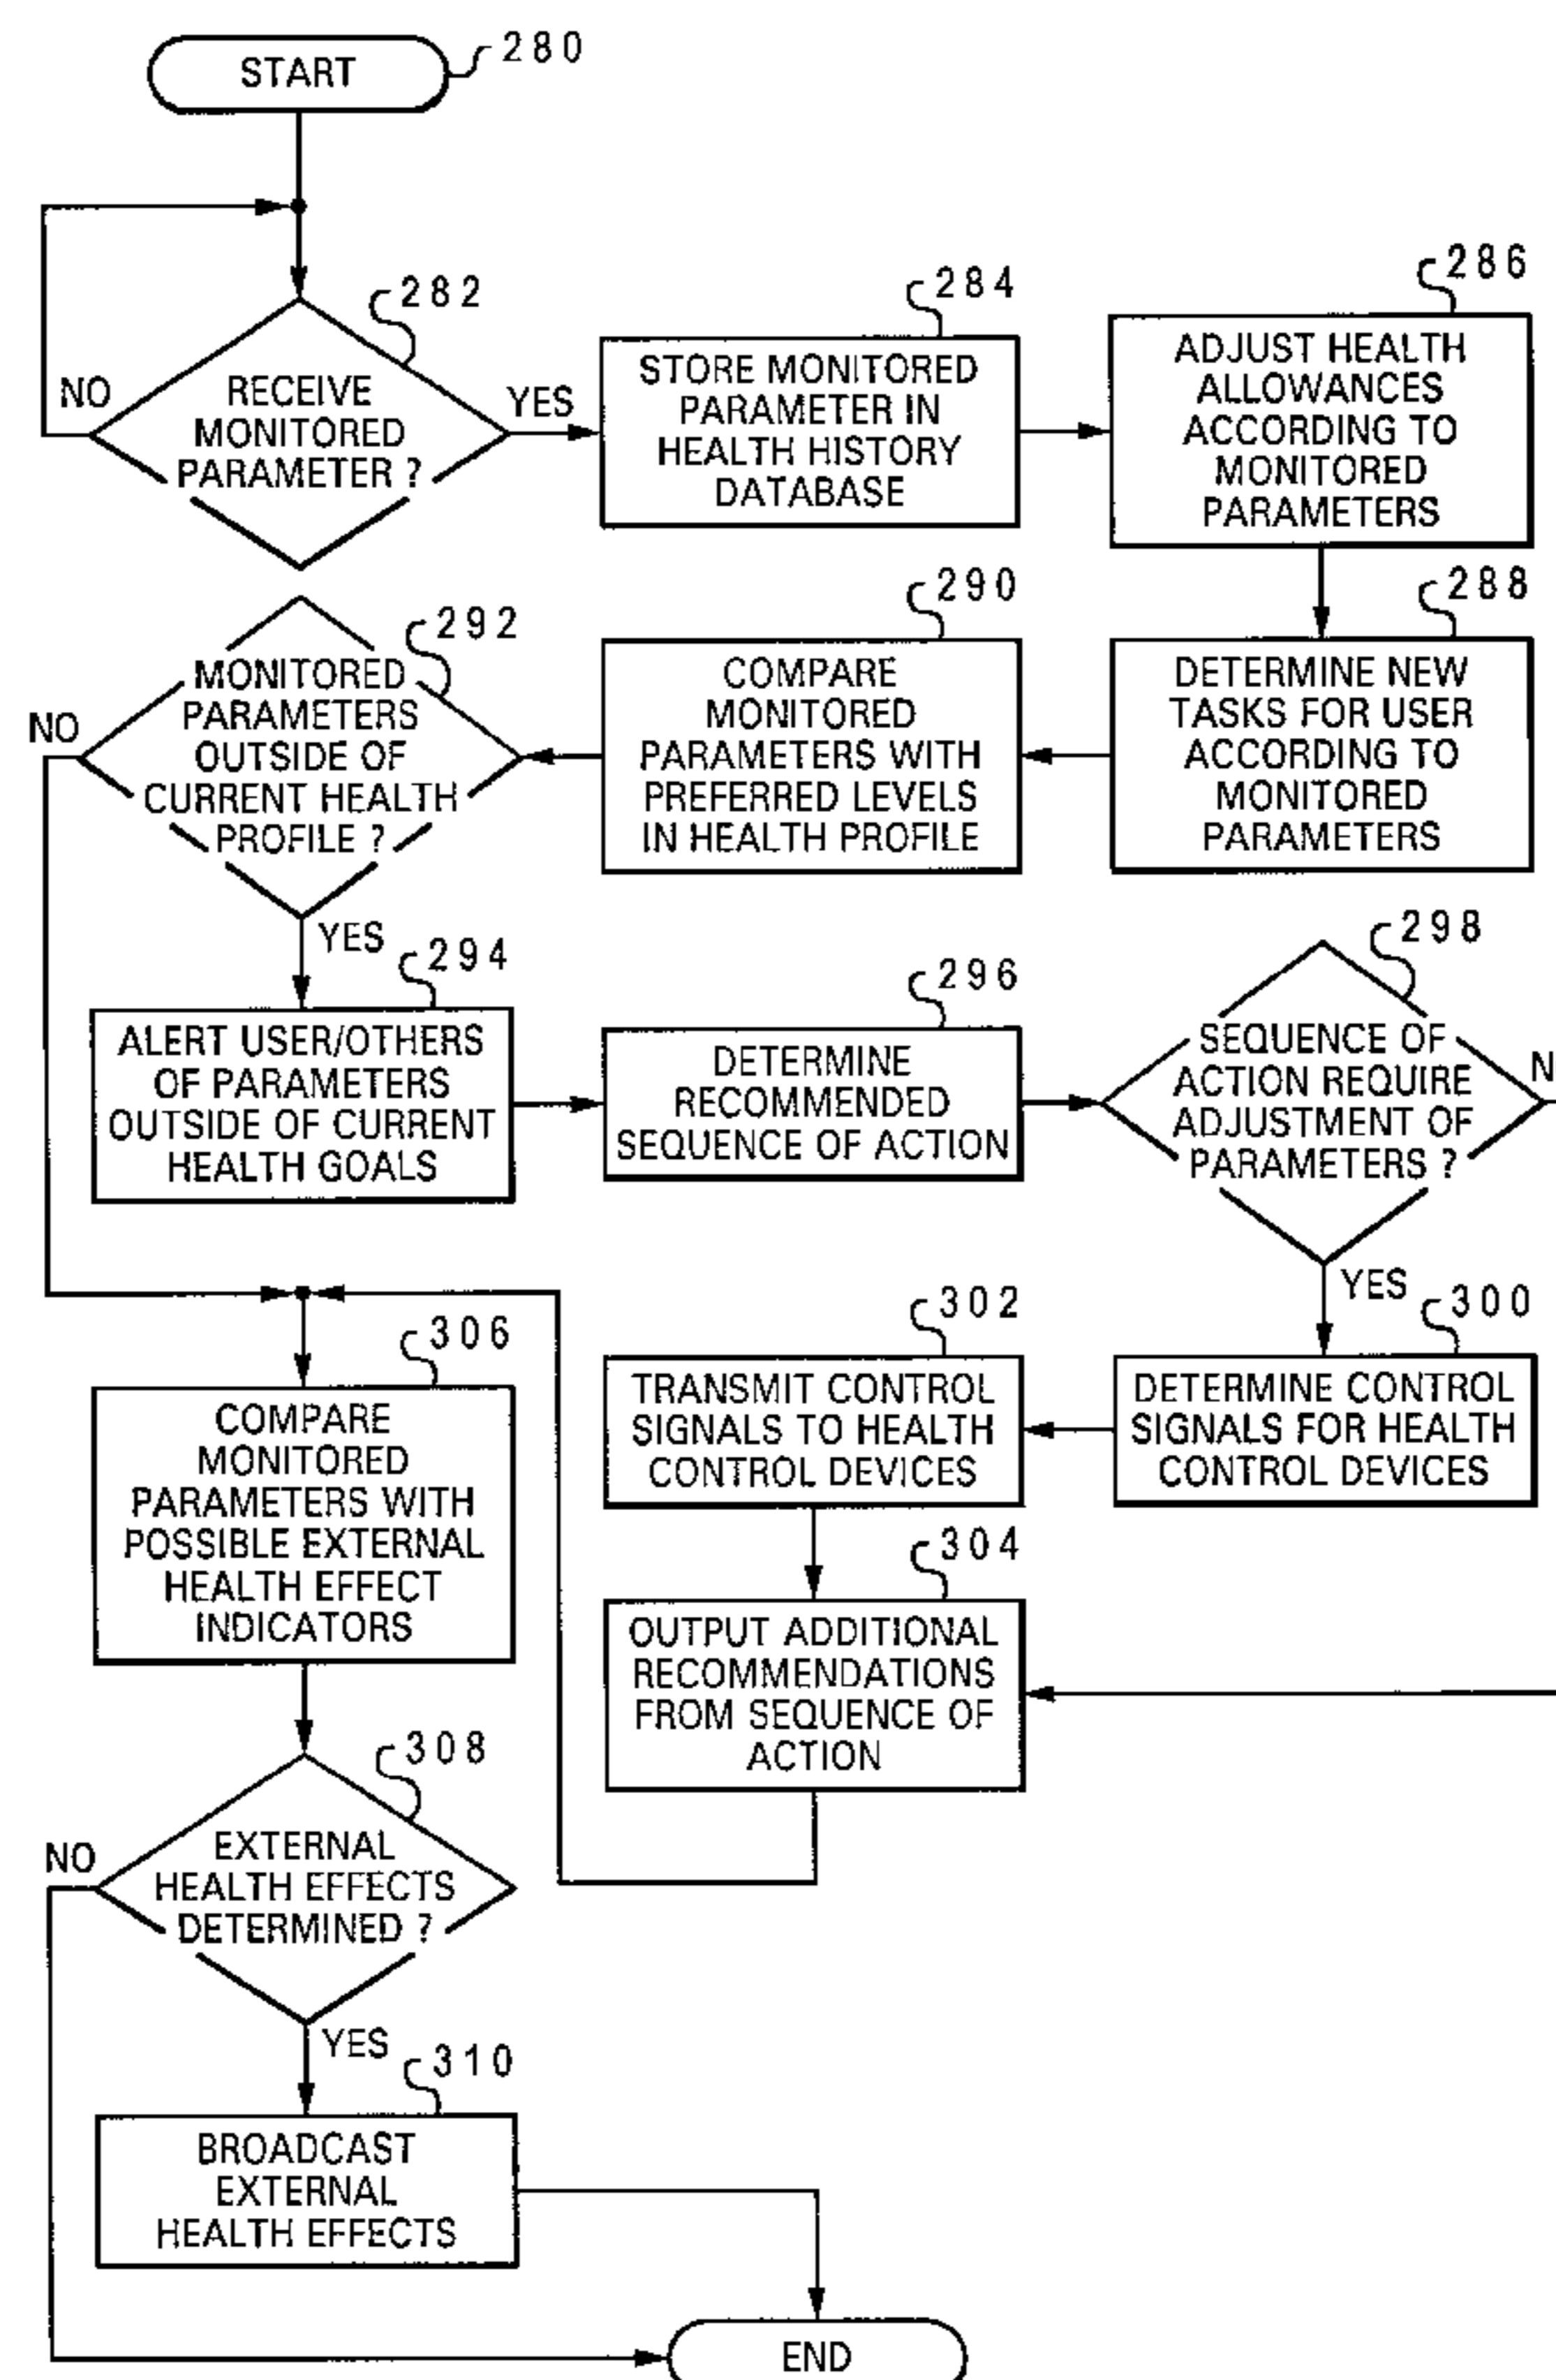 START
280
282
NO
RECEIVE
MONITORED
PARAMETER ?
YES
284
STORE MONITORED
PARAMETER IN
HEALTH HISTORY
DATABASE
286
ADJUST HEALTH
ALLOWANCES
ACCORDING TO
MONITORED
PARAMETERS
288
DETERMINE NEW
TASKS FOR USER
ACCORDING TO
MONITORED
PARAMETERS
290
COMPARE
MONITORED
PARAMETERS WITH
PREFERRED LEVELS
IN HEALTH PROFILE
292
NO
MONITORED
PARAMETERS
OUTSIDE OF
CURRENT HEALTH
PROFILE ?
YES
294
ALERT USER/OTHERS
OF PARAMETERS
OUTSIDE OF CURRENT
HEALTH GOALS
296
DETERMINE
RECOMMENDED
SEQUENCE OF ACTION
298
SEQUENCE OF
ACTION REQUIRE
ADJUSTMENT OF
PARAMETERS ?
N
YES
300
DETERMINE CONTROL
SIGNALS FOR HEALTH
CONTROL DEVICES
302
TRANSMIT CONTROL
SIGNALS TO HEALTH
CONTROL DEVICES
304
OUTPUT ADDITIONAL
RECOMMENDATIONS
FROM SEQUENCE OF
ACTION
306
COMPARE
MONITORED
PARAMETERS WITH
POSSIBLE EXTERNAL
HEALTH EFFECT
INDICATORS
308
NO
EXTERNAL
HEALTH EFFECTS
DETERMINED ?
YES
310
BROADCAST
EXTERNAL
HEALTH EFFECTS
END